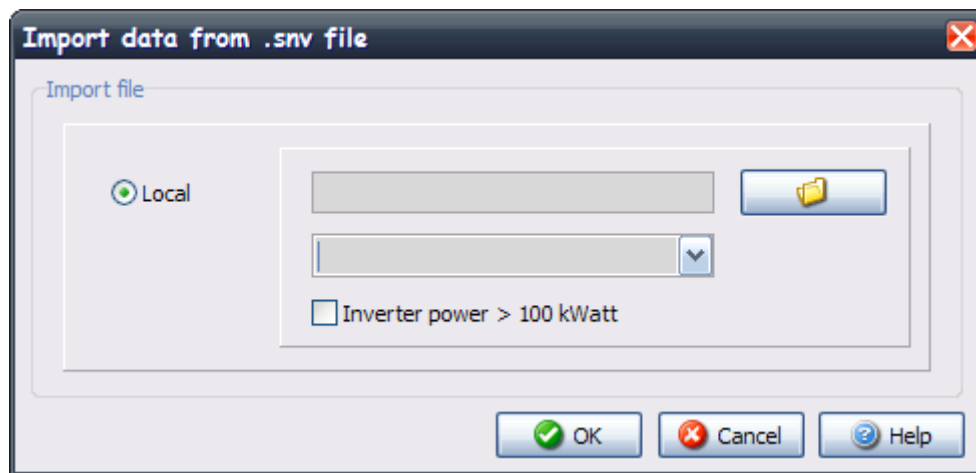 Import data from .snv file
Import file
Local
Inverter power > 100 kWatt
OK
Cancel
Help